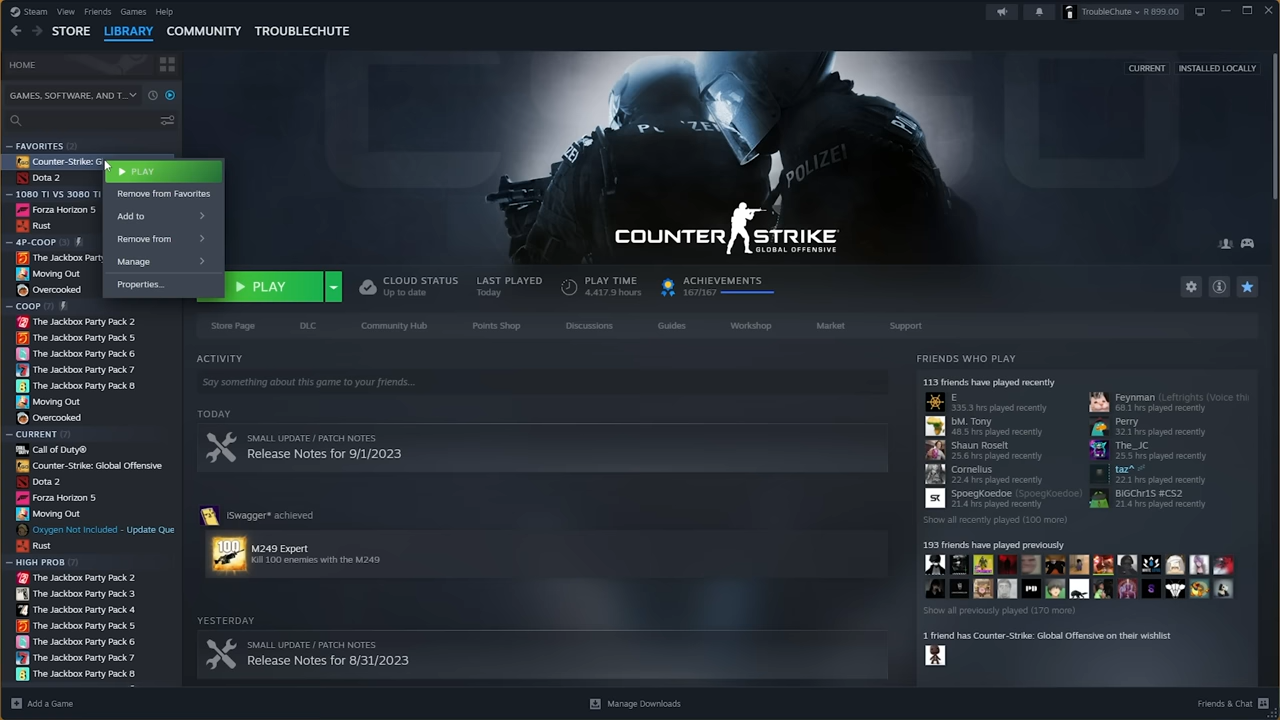 Steam View Friends Games Help
TroubleChute R 899.00
STORE LIBRARY COMMUNITY TROUBLECHUTE
HOME
GAMES, SOFTWARE, AND T...
FAVORITES (2)
Counter-Strike: G
Dota 2
1080 TI VS 3080 TI
Forza Horizon 5
Rust
4P-COOP (3)
The Jackbox Party
Moving Out
Overcooked
COOP (7)
The Jackbox Party Pack 2
The Jackbox Party Pack 5
The Jackbox Party Pack 6
The Jackbox Party Pack 7
The Jackbox Party Pack 8
Moving Out
Overcooked
CURRENT (7)
Call of Duty®
Counter-Strike: Global Offensive
Dota 2
Forza Horizon 5
Moving Out
Oxygen Not Included - Update Que
Rust
HIGH PROB (7)
The Jackbox Party Pack 2
The Jackbox Party Pack 3
The Jackbox Party Pack 4
The Jackbox Party Pack 5
The Jackbox Party Pack 6
The Jackbox Party Pack 7
The Jackbox Party Pack 8
PLAY
Remove from Favorites
Add to
Remove from
Manage
Properties...
CURRENT INSTALLED LOCALLY
POLIZEI
COUNTER STRIKE
GLOBAL OFFENSIVE
PLAY
CLOUD STATUS
Up to date
LAST PLAYED
Today
PLAY TIME
4,417.9 hours
ACHIEVEMENTS
167/167
Store Page DLC Community Hub Points Shop Discussions Guides Workshop Market Support
ACTIVITY
Say something about this game to your friends...
TODAY
SMALL UPDATE / PATCH NOTES
Release Notes for 9/1/2023
iSwagger* achieved
100
M249 Expert
Kill 100 enemies with the M249
YESTERDAY
SMALL UPDATE / PATCH NOTES
Release Notes for 8/31/2023
FRIENDS WHO PLAY
113 friends have played recently
E
335.3 hrs played recently
Feynman (Leftrights (Voice thi
68.1 hrs played recently
bM. Tony
48.5 hrs played recently
Perry
32.1 hrs played recently
Shaun Roselt
25.6 hrs played recently
The_JC
25.5 hrs played recently
Cornelius
22.4 hrs played recently
taz^
22.1 hrs played recently
SpoegKoedoe (SpoegKoedoe)
21.4 hrs played recently
BiGChr1S #CS2
21.4 hrs played recently
Show all recently played (100 more)
193 friends have played previously
Show all previously played (170 more)
1 friend has Counter-Strike: Global Offensive on their wishlist
Add a Game
Manage Downloads
Friends & Chat